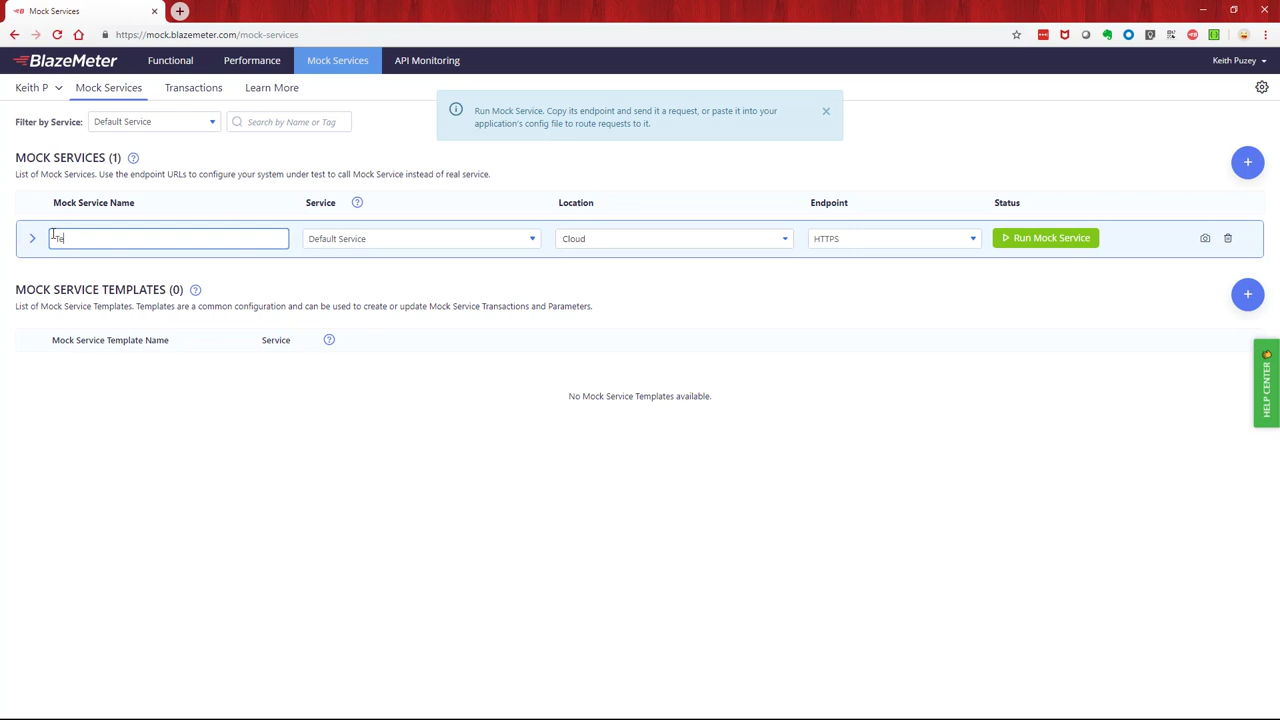 Mock Services
https://mock.blazemeter.com/mock-services
BlazeMeter
Functional
Performance
Mock Services
API Monitoring
Keith Puzey
Keith P
Mock Services
Transactions
Learn More
Run Mock Service. Copy its endpoint and send it a request, or paste it into your
application's config file to route requests to it.
Filter by Service:
Default Service
Search by Name or Tag
MOCK SERVICES (1)
List of Mock Services. Use the endpoint URLs to configure your system under test to call Mock Service instead of real service.
Mock Service Name
Service
Location
Endpoint
Status
Te
Default Service
Cloud
HTTPS
Run Mock Service
MOCK SERVICE TEMPLATES (0)
List of Mock Service Templates. Templates are a common configuration and can be used to create or update Mock Service Transactions and Parameters.
Mock Service Template Name
Service
No Mock Service Templates available.
HELP CENTER